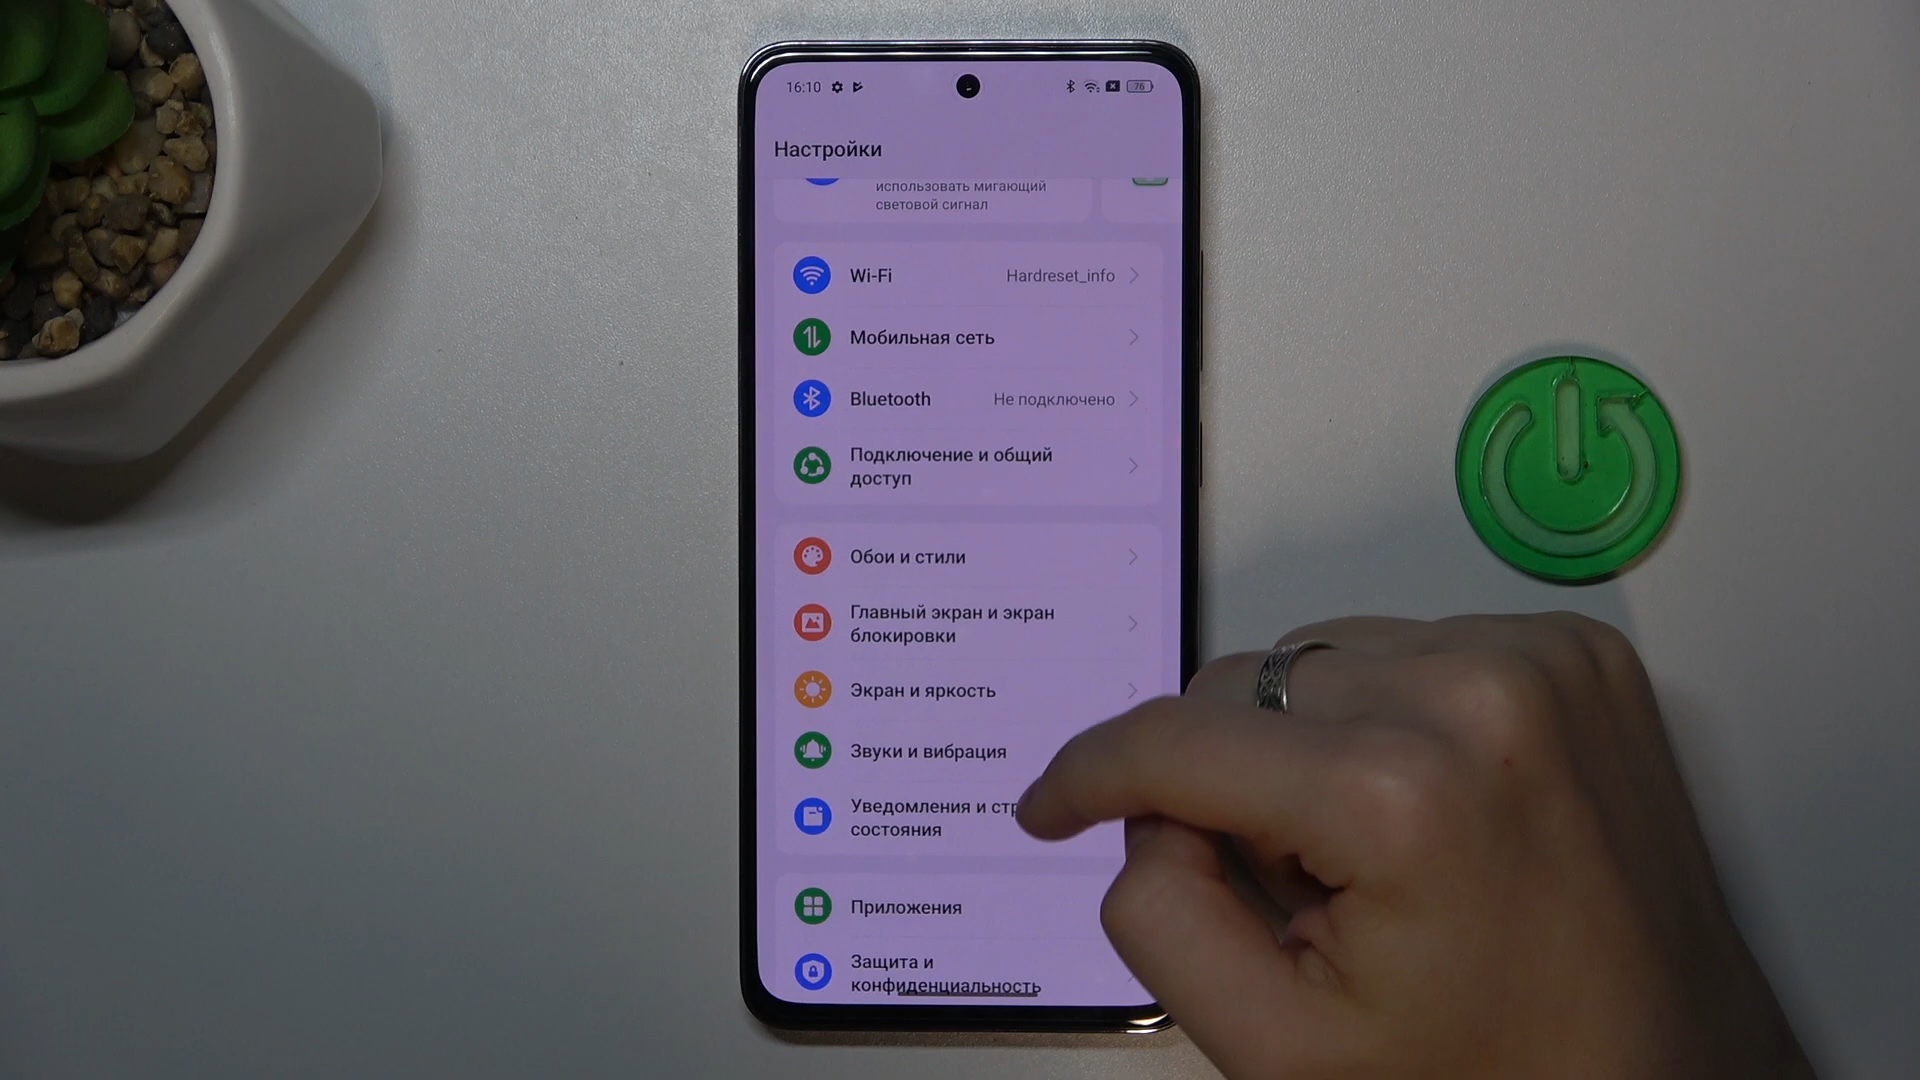 16:10
76
Настройки
использовать мигающий
световой сигнал
Wi-Fi
Hardreset_info
Мобильная сеть
Bluetooth
Не подключено
Подключение и общий
доступ
Обои и стили
Главный экран и экран
блокировки
Экран и яркость
Звуки и вибрация
Уведомления и
состояния
Приложения
Защита и
конфиденциальность